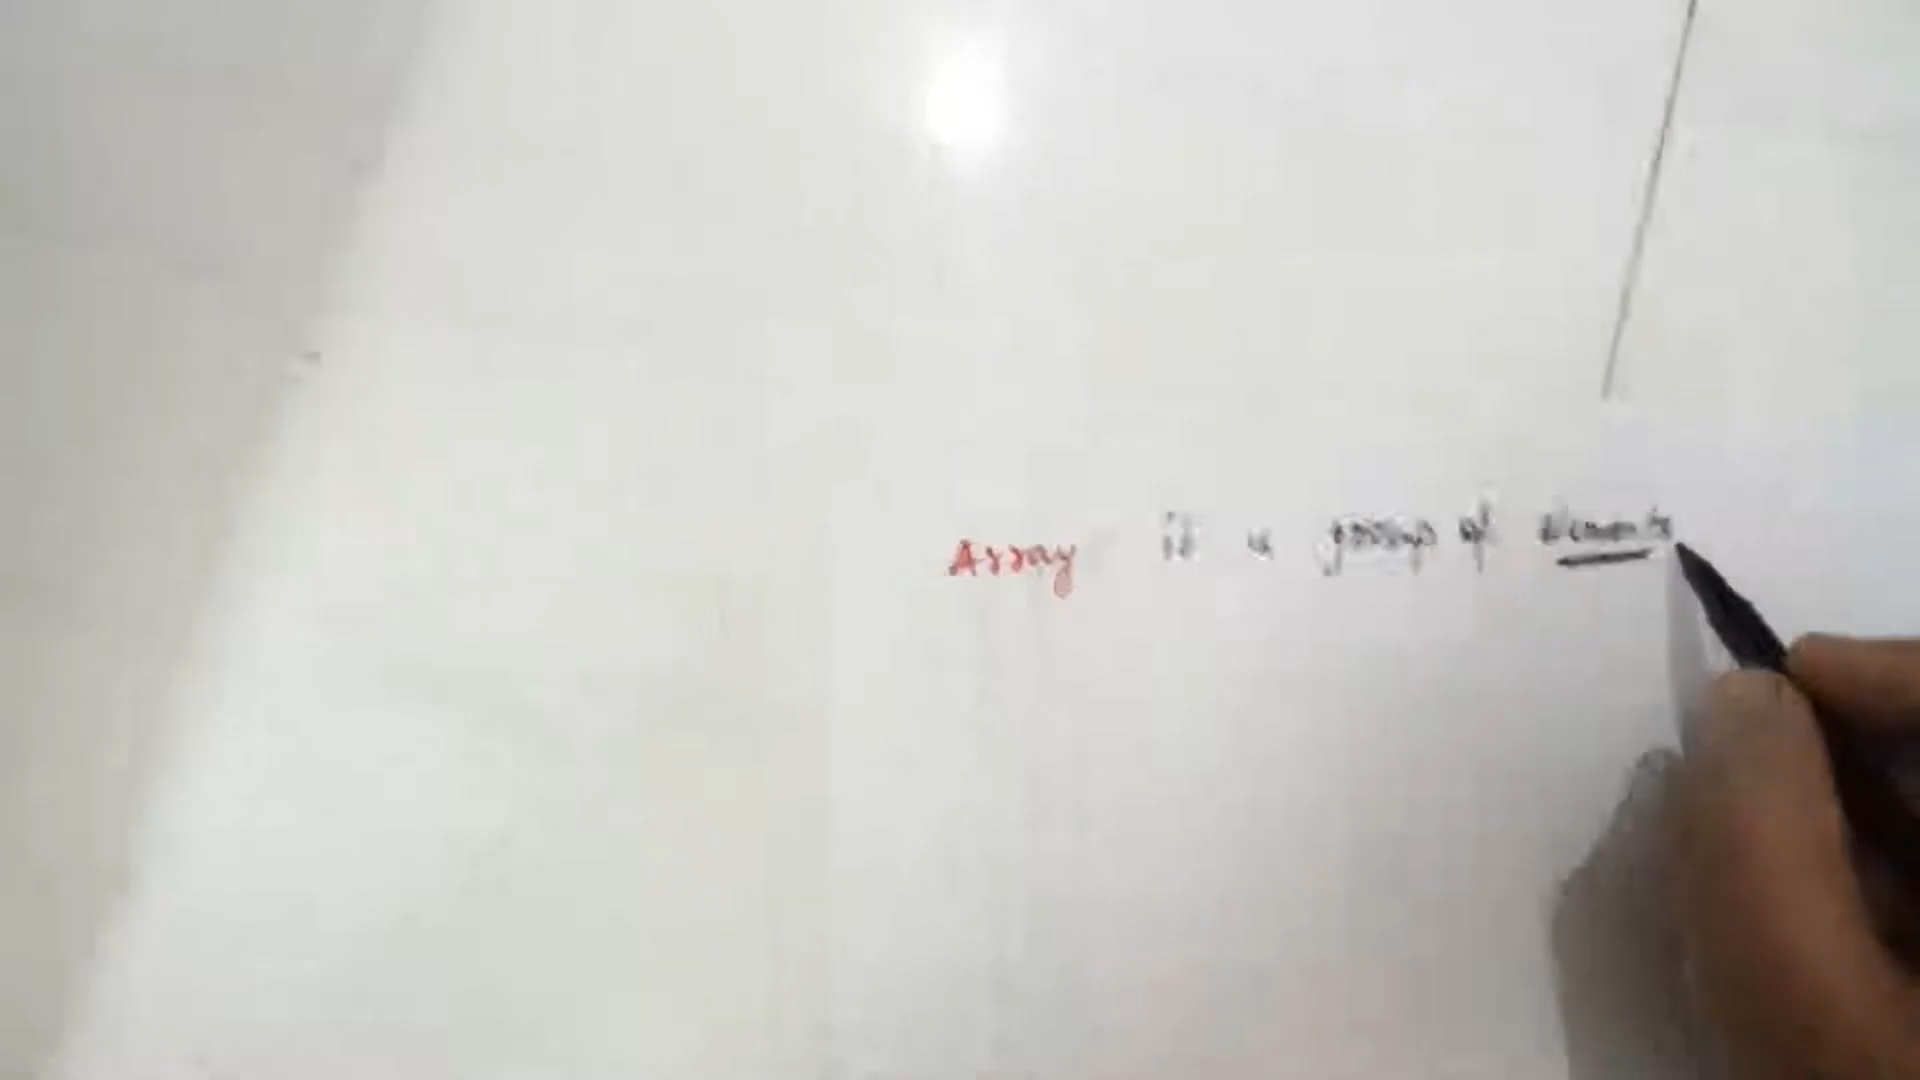 Array it is group of elements